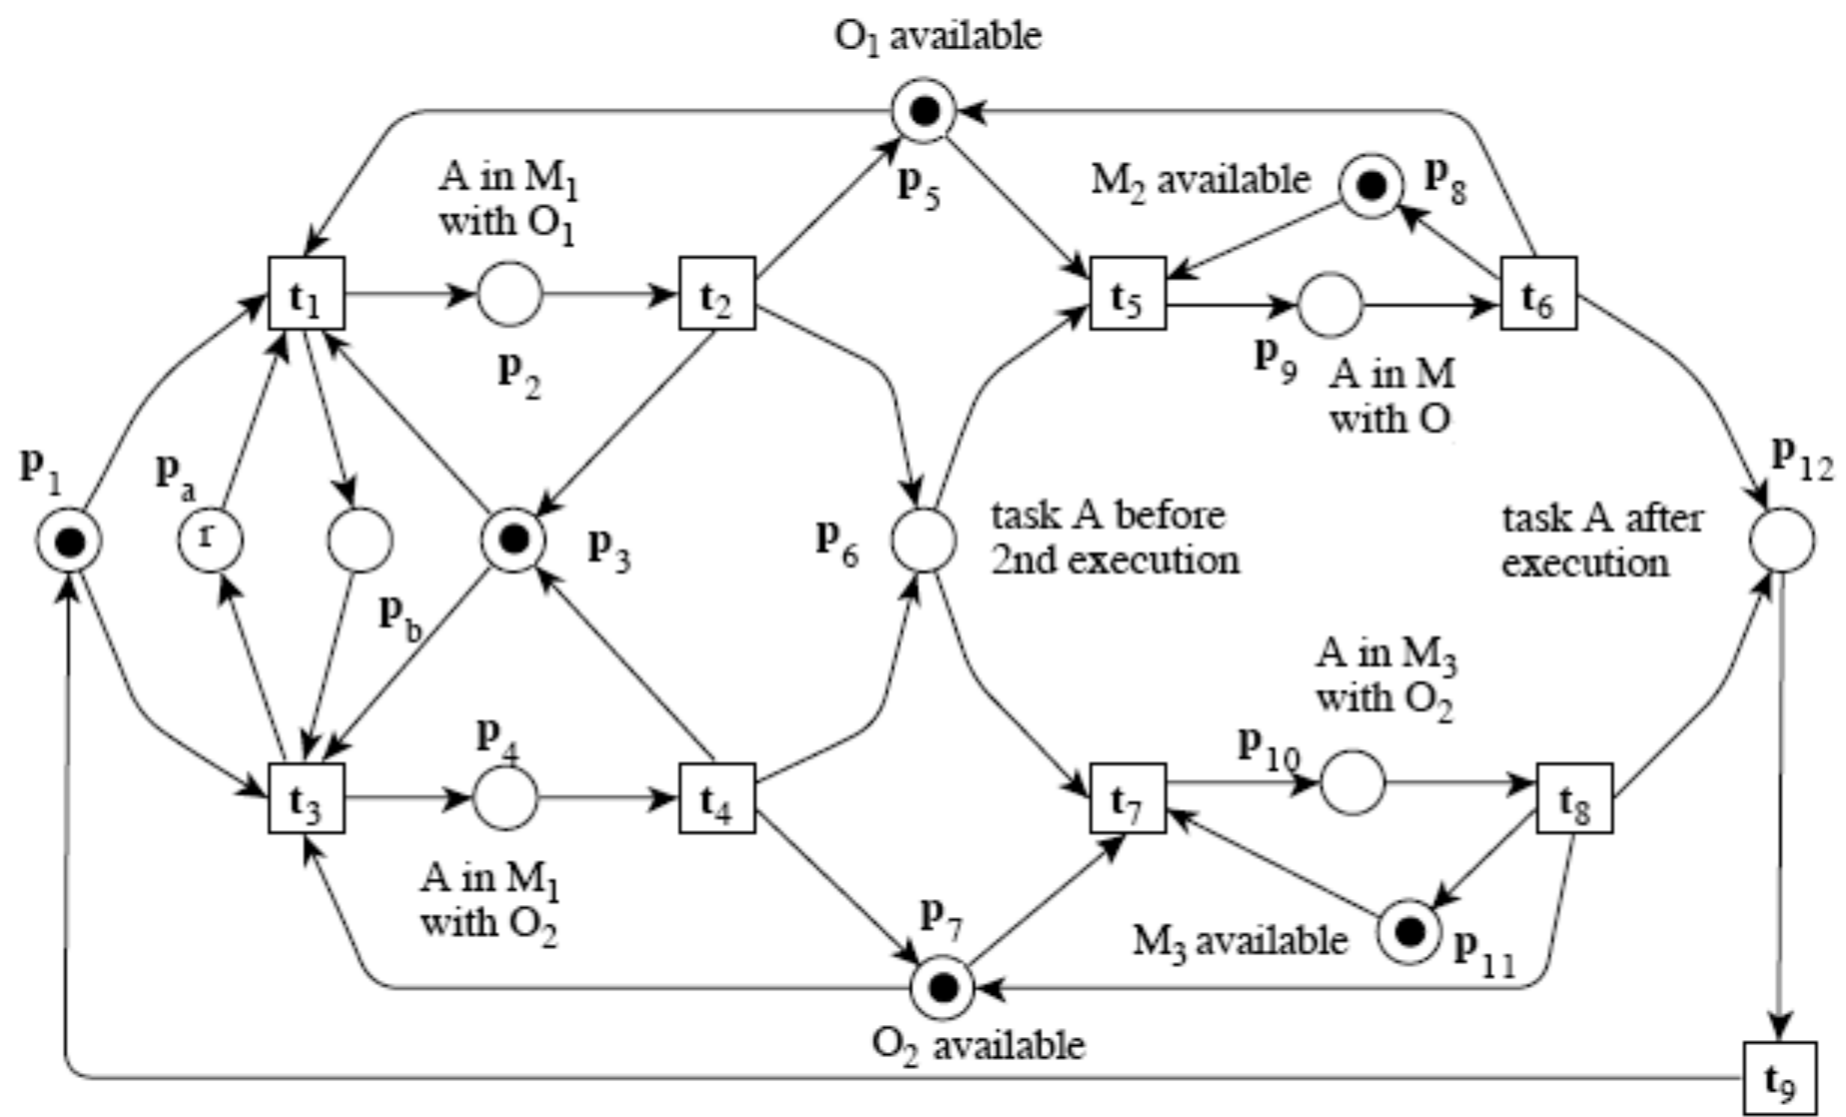 O1 available
A in M1
with O1
p5
M2 available
p8
t1
t2
t5
t6
p2
p9
A in M
with O
p1
pa
r
p3
p6
task A before
2nd execution
task A after
execution
p12
pb
A in M3
with O2
p4
p10
t3
t4
t7
t8
A in M1
with O2
p7
M3 available
p11
O2 available
t9